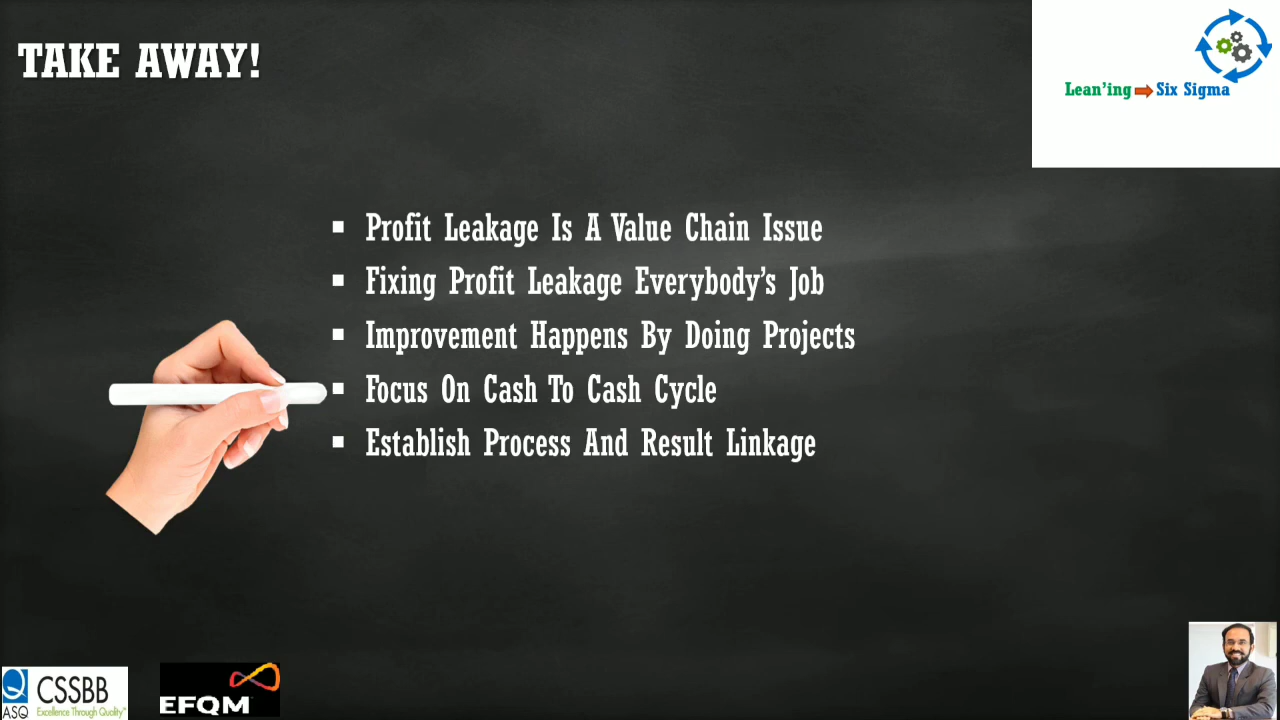 TAKE AWAY!
Lean'ing Six Sigma
Profit Leakage Is A Value Chain Issue
Fixing Profit Leakage Everybody's Job
Improvement Happens By Doing Projects
Focus On Cash To Cash Cycle
Establish Process And Result Linkage
CSSBB
ASQ Excellence Through Quality™
EFQM